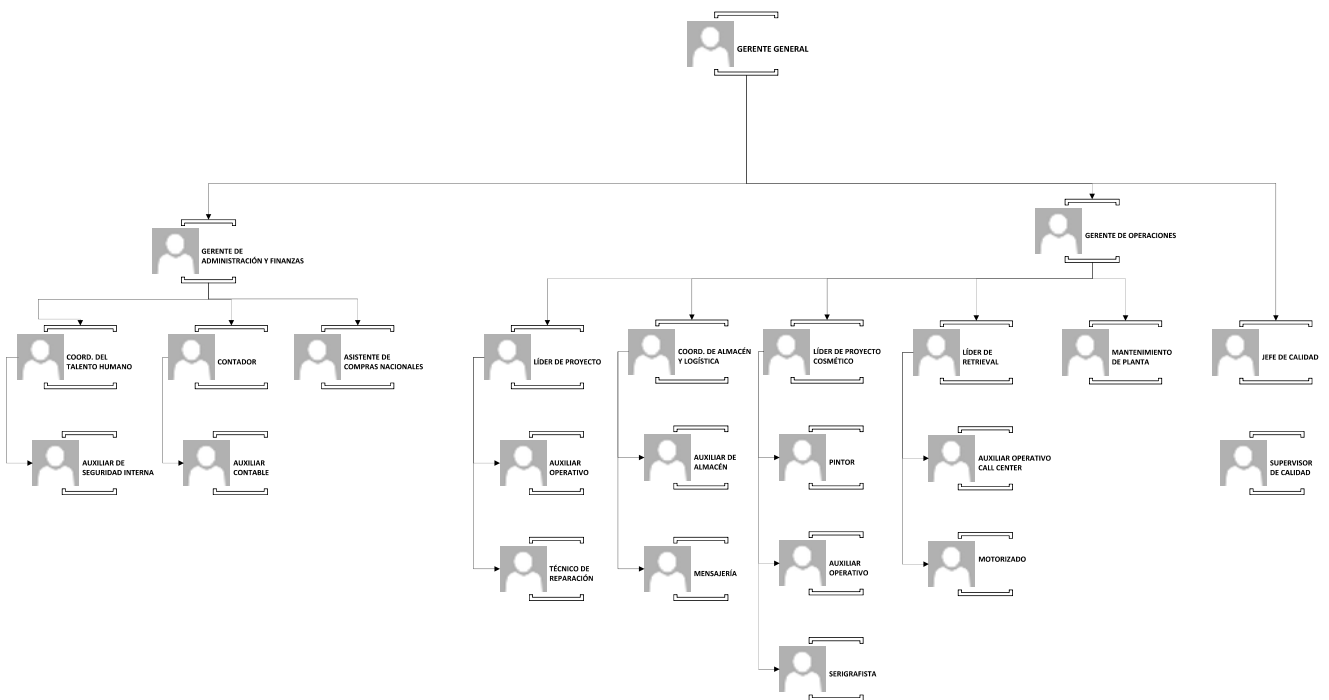 GERENTE GENERAL
GERENTE DE
ADMINISTRACIÓN Y FINANZAS
GERENTE DE OPERACIONES
COORD. DEL
TALENTO HUMANO
CONTADOR
ASISTENTE DE
COMPRAS NACIONALES
LÍDER DE PROYECTO
COORD. DE ALMACÉN
Y LOGÍSTICA
LÍDER DE PROYECTO
COSMÉTICO
LÍDER DE
RETRIEVAL
MANTENIMIENTO
DE PLANTA
JEFE DE CALIDAD
AUXILIAR DE
SEGURIDAD INTERNA
AUXILIAR
CONTABLE
AUXILIAR
OPERATIVO
AUXILIAR DE
ALMACÉN
PINTOR
AUXILIAR OPERATIVO
CALL CENTER
SUPERVISOR
DE CALIDAD
TÉCNICO DE
REPARACIÓN
MENSAJERÍA
AUXILIAR
OPERATIVO
MOTORIZADO
SERIGRAFISTA